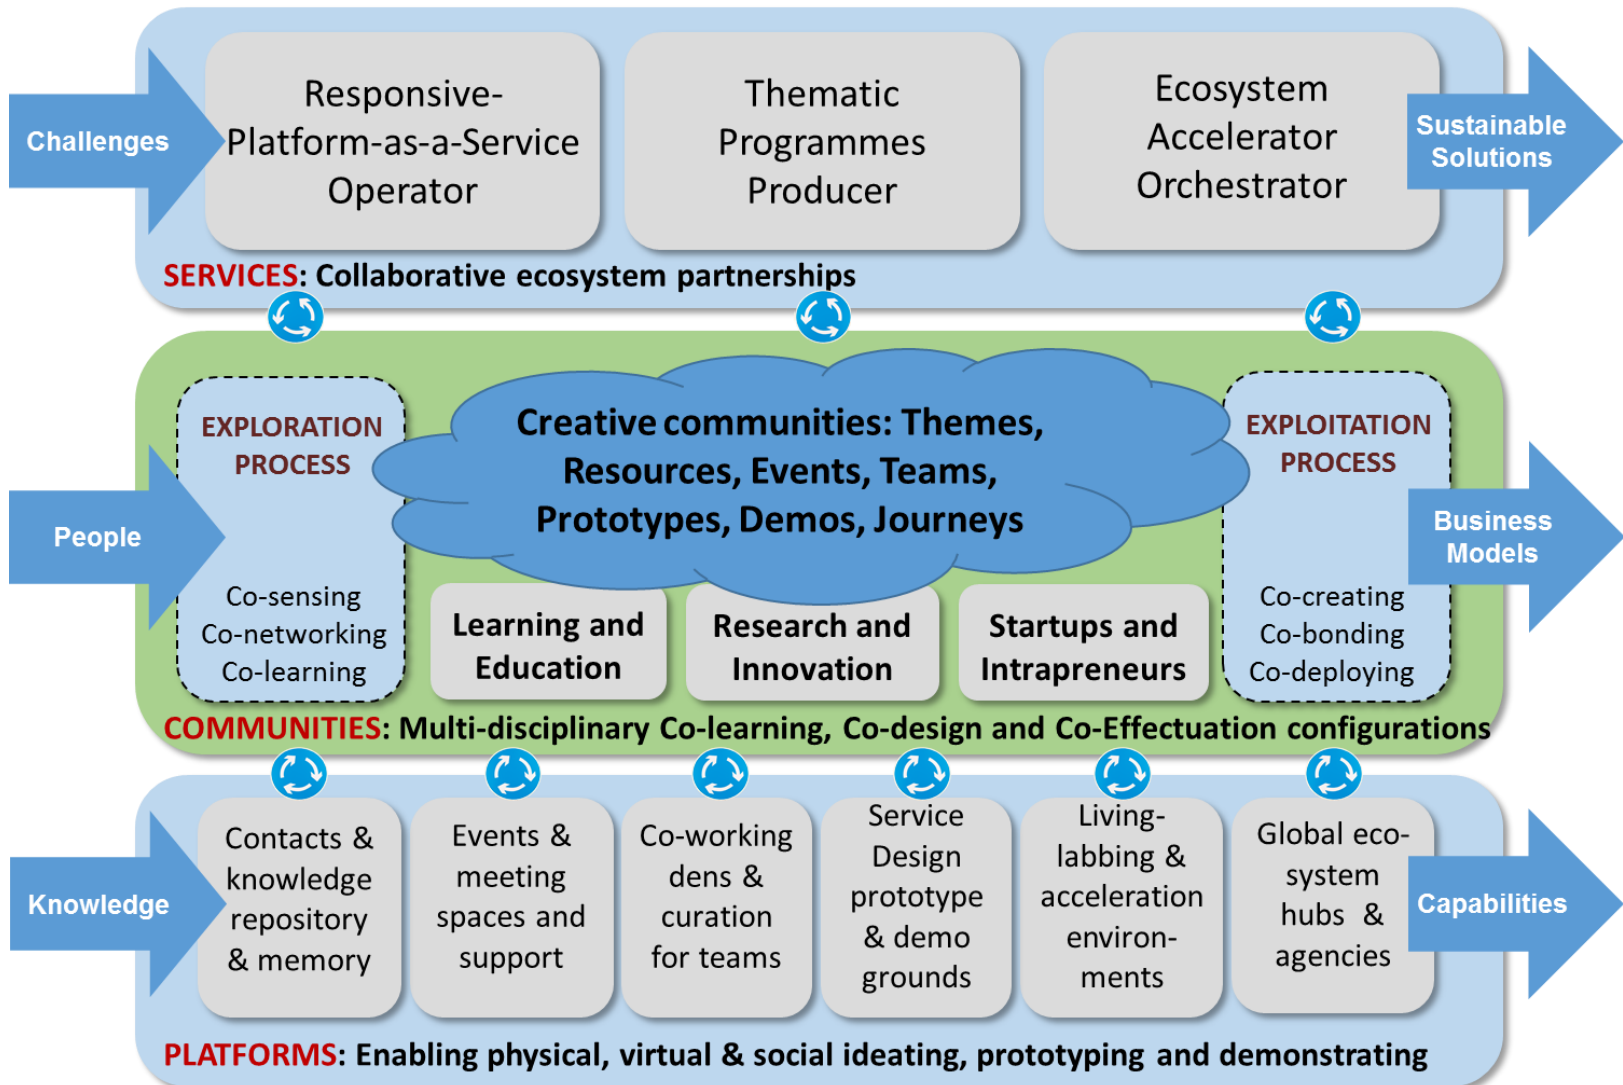 Challenges
Responsive-
Platform-as-a-Service
Operator
Thematic
Programmes
Producer
Ecosystem
Accelerator
Orchestrator
Sustainable
Solutions
SERVICES: Collaborative ecosystem partnerships
People
EXPLORATION
PROCESS
Co-sensing
Co-networking
Co-learning
Creative communities: Themes,
Resources, Events, Teams,
Prototypes, Demos, Journeys
Learning and
Education
Research and
Innovation
Startups and
Intrapreneurs
EXPLOITATION
PROCESS
Co-creating
Co-bonding
Co-deploying
Business
Models
COMMUNITIES: Multi-disciplinary Co-learning, Co-design and Co-Effectuation configurations
Knowledge
Contacts &
knowledge
repository
& memory
Events &
meeting
spaces and
support
Co-working
dens &
curation
for teams
Service
Design
prototype
& demo
grounds
Living-
labbing &
acceleration
environ-
ments
Global eco-
system
hubs &
agencies
Capabilities
PLATFORMS: Enabling physical, virtual & social ideating, prototyping and demonstrating